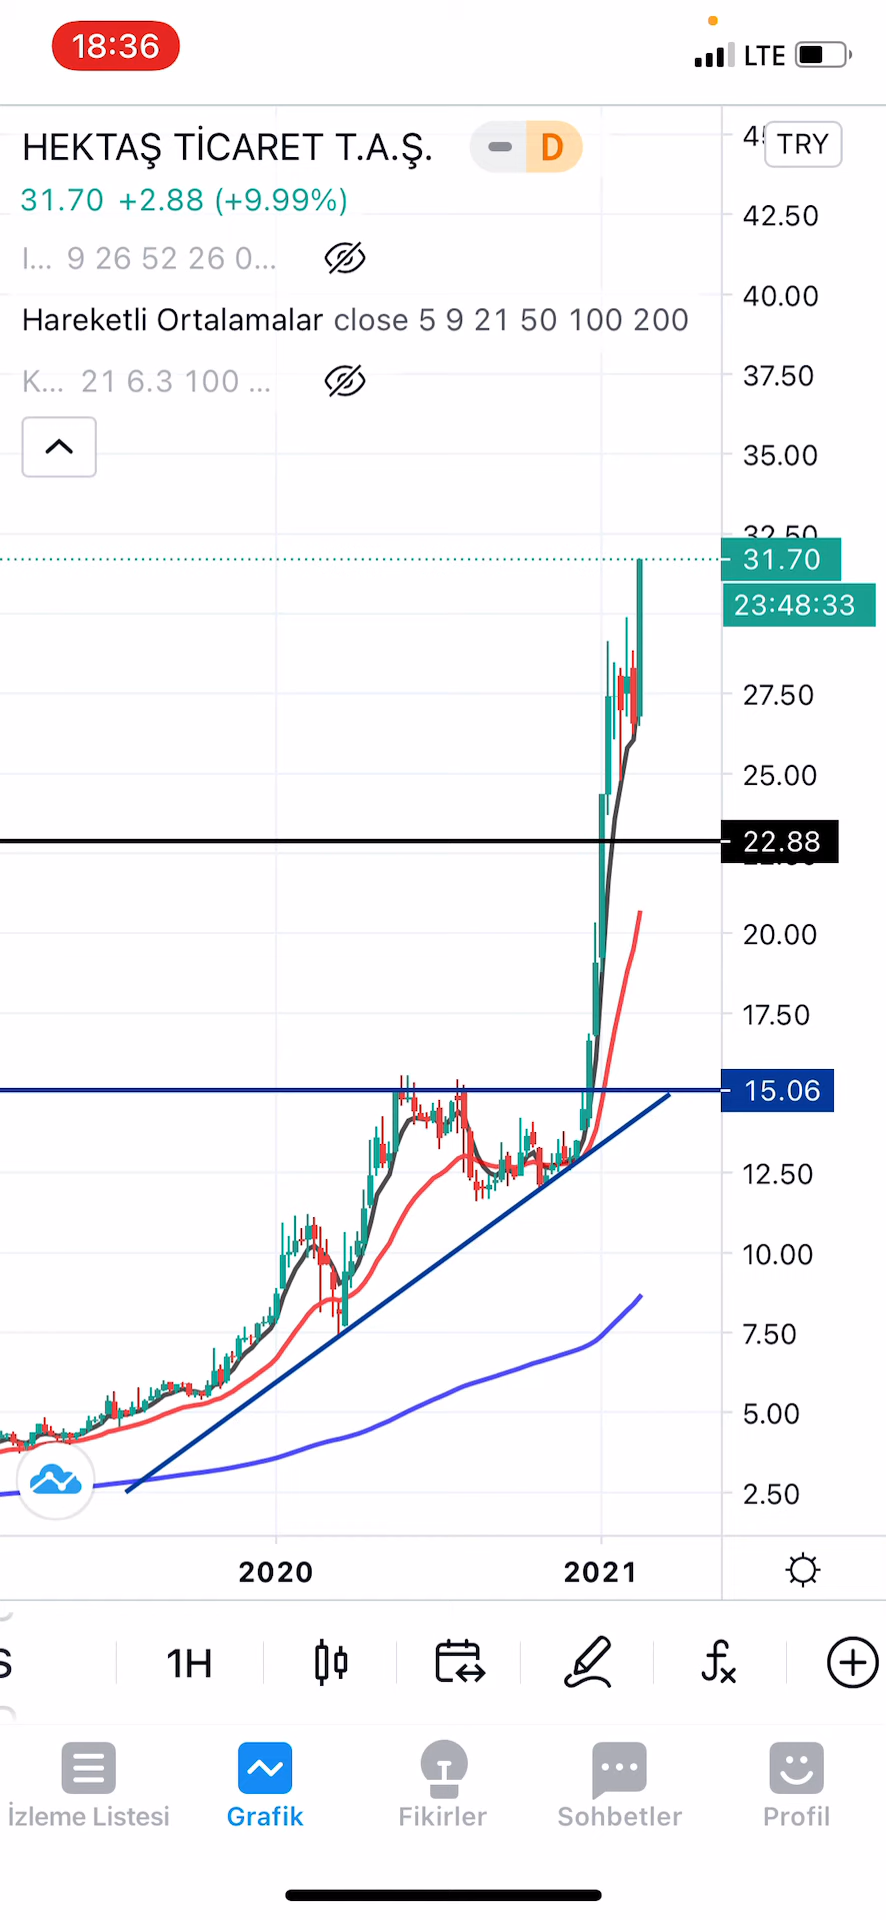 18:36
LTE
HEKTAŞ TİCARET T.A.Ş.
D
TRY
31.70 +2.88 (+9.99%)
42.50
I... 9 26 52 26 0...
40.00
Hareketli Ortalamalar close 5 9 21 50 100 200
K... 21 6.3 100 ...
37.50
35.00
32.50
31.70
23:48:33
27.50
25.00
22.88
20.00
17.50
15.06
12.50
10.00
7.50
5.00
2.50
2020
2021
S
1H
fx
İzleme Listesi
Grafik
Fikirler
Sohbetler
Profil